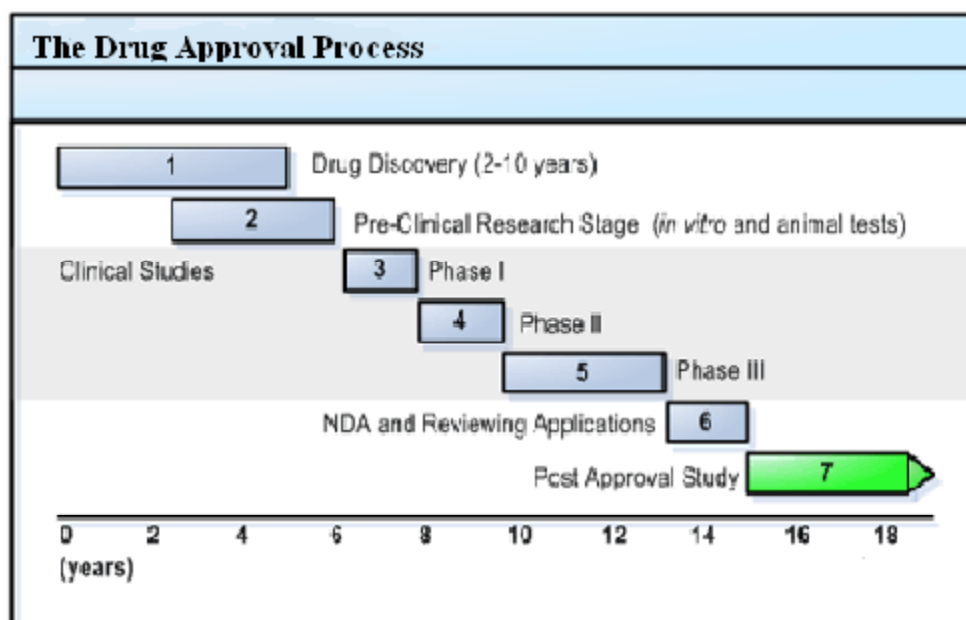 The Drug Approval Process
1 Drug Discovery (2-10 years)
2 Pre-Clinical Research Stage (in vitro and animal tests)
Clinical Studies 3 Phase I
4 Phase II
5 Phase III
NDA and Reviewing Applications 6
Post Approval Study 7
0 2 4 6 8 10 12 14 16 18
(years)